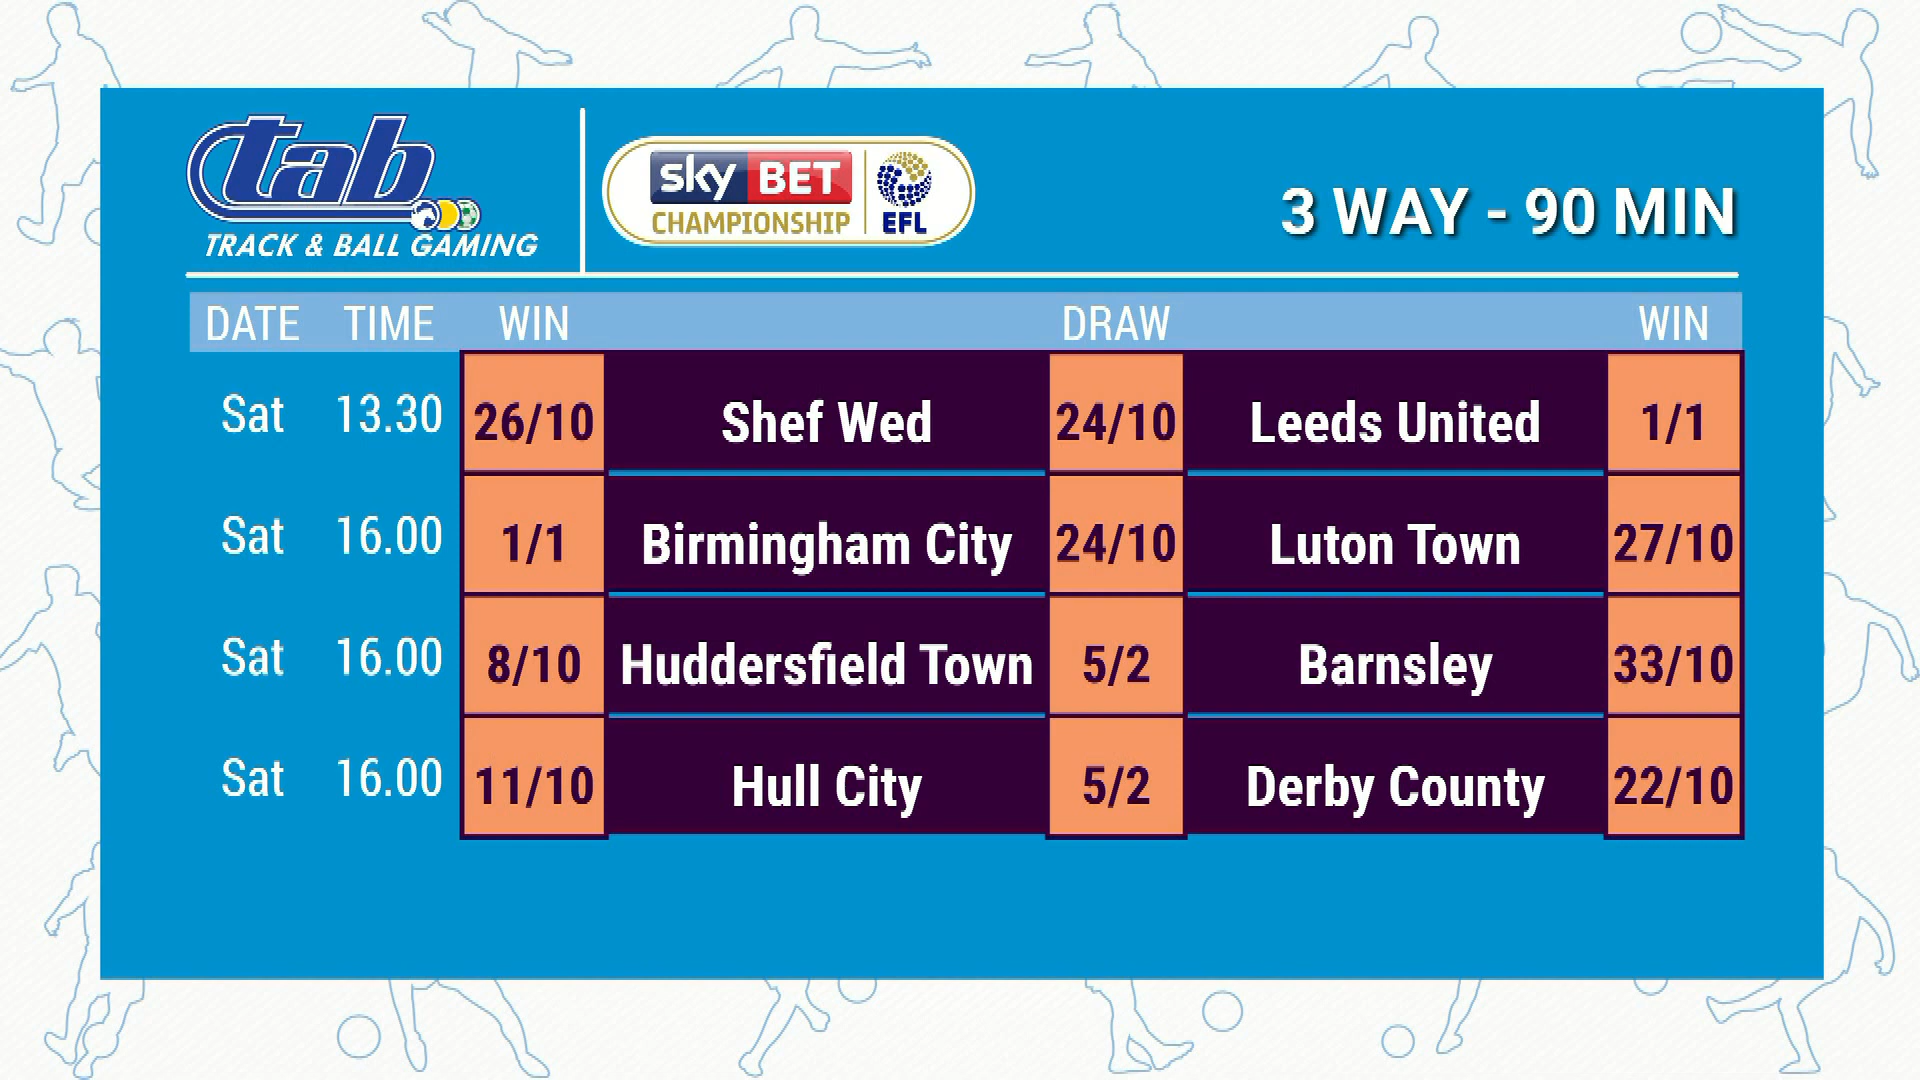 tab
TRACK & BALL GAMING
sky BET
CHAMPIONSHIP
EFL
3 WAY - 90 MIN
DATE TIME WIN DRAW WIN
Sat 13.30 26/10 Shef Wed 24/10 Leeds United 1/1
Sat 16.00 1/1 Birmingham City 24/10 Luton Town 27/10
Sat 16.00 8/10 Huddersfield Town 5/2 Barnsley 33/10
Sat 16.00 11/10 Hull City 5/2 Derby County 22/10